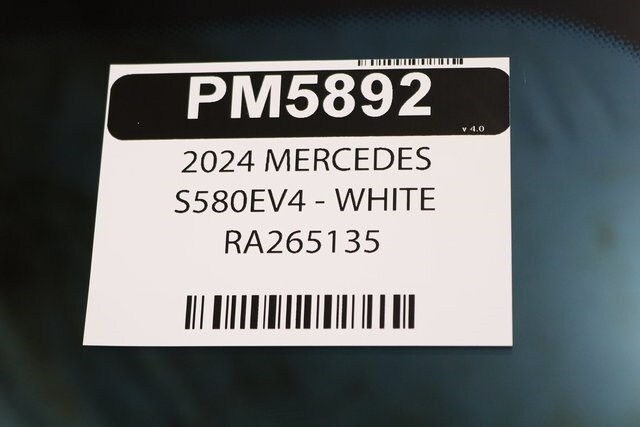 PM5892
v 4.0
2024 MERCEDES
S580EV4 - WHITE
RA265135